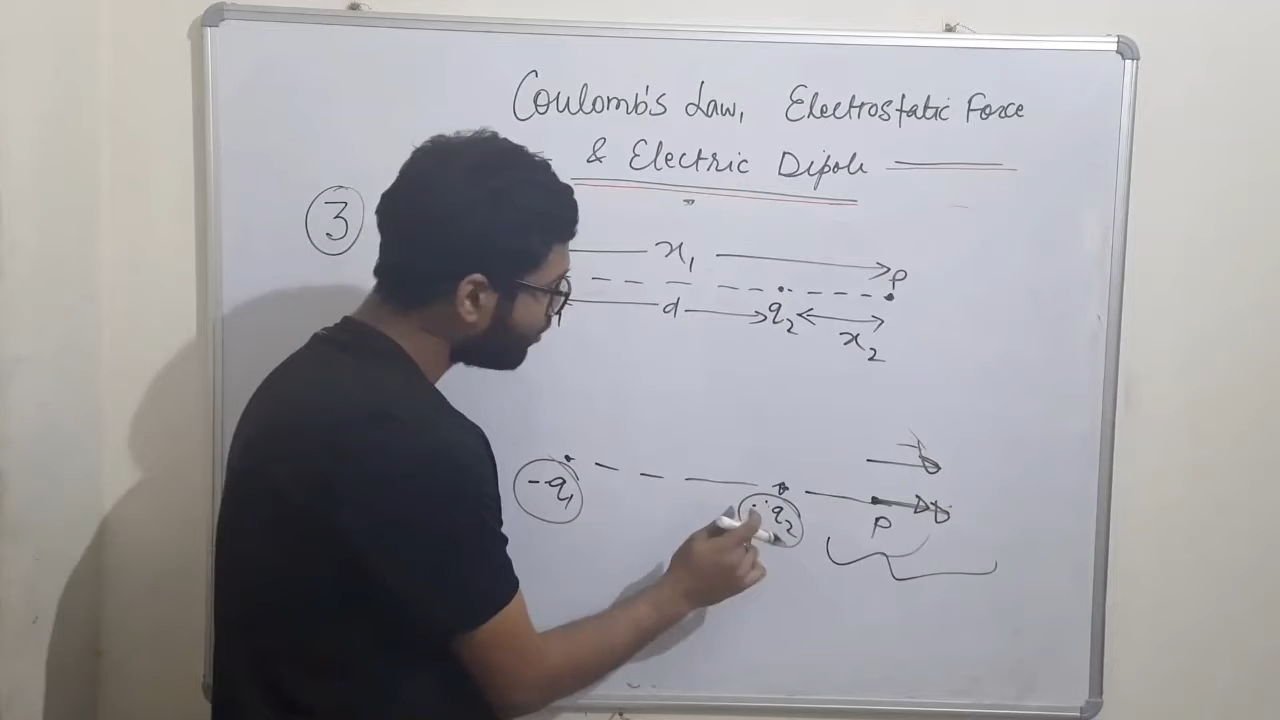 Coulomb's Law, Electrostatic Force
& Electric Dipole
3
x₁
P
d
q₂
x₂
-q₁
q₂
P